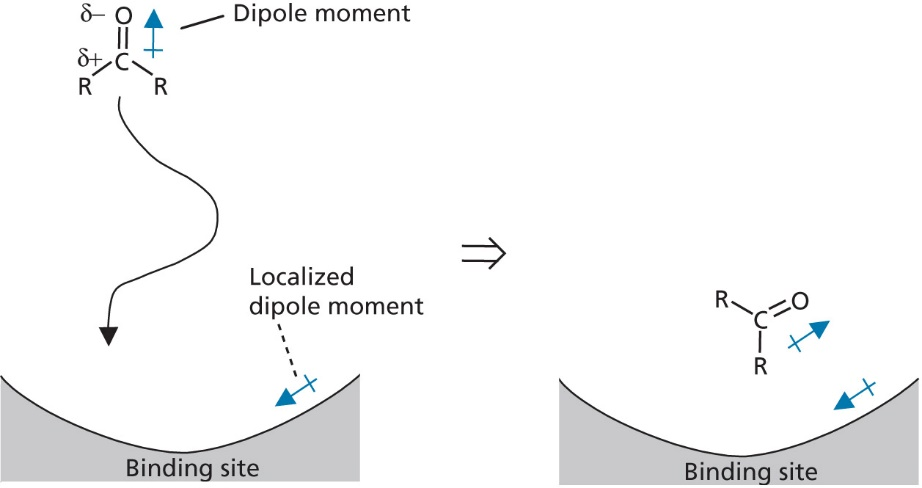 δ− O
Dipole moment
δ+ C
R R
Localized
dipole moment
Binding site
R C O
R
Binding site